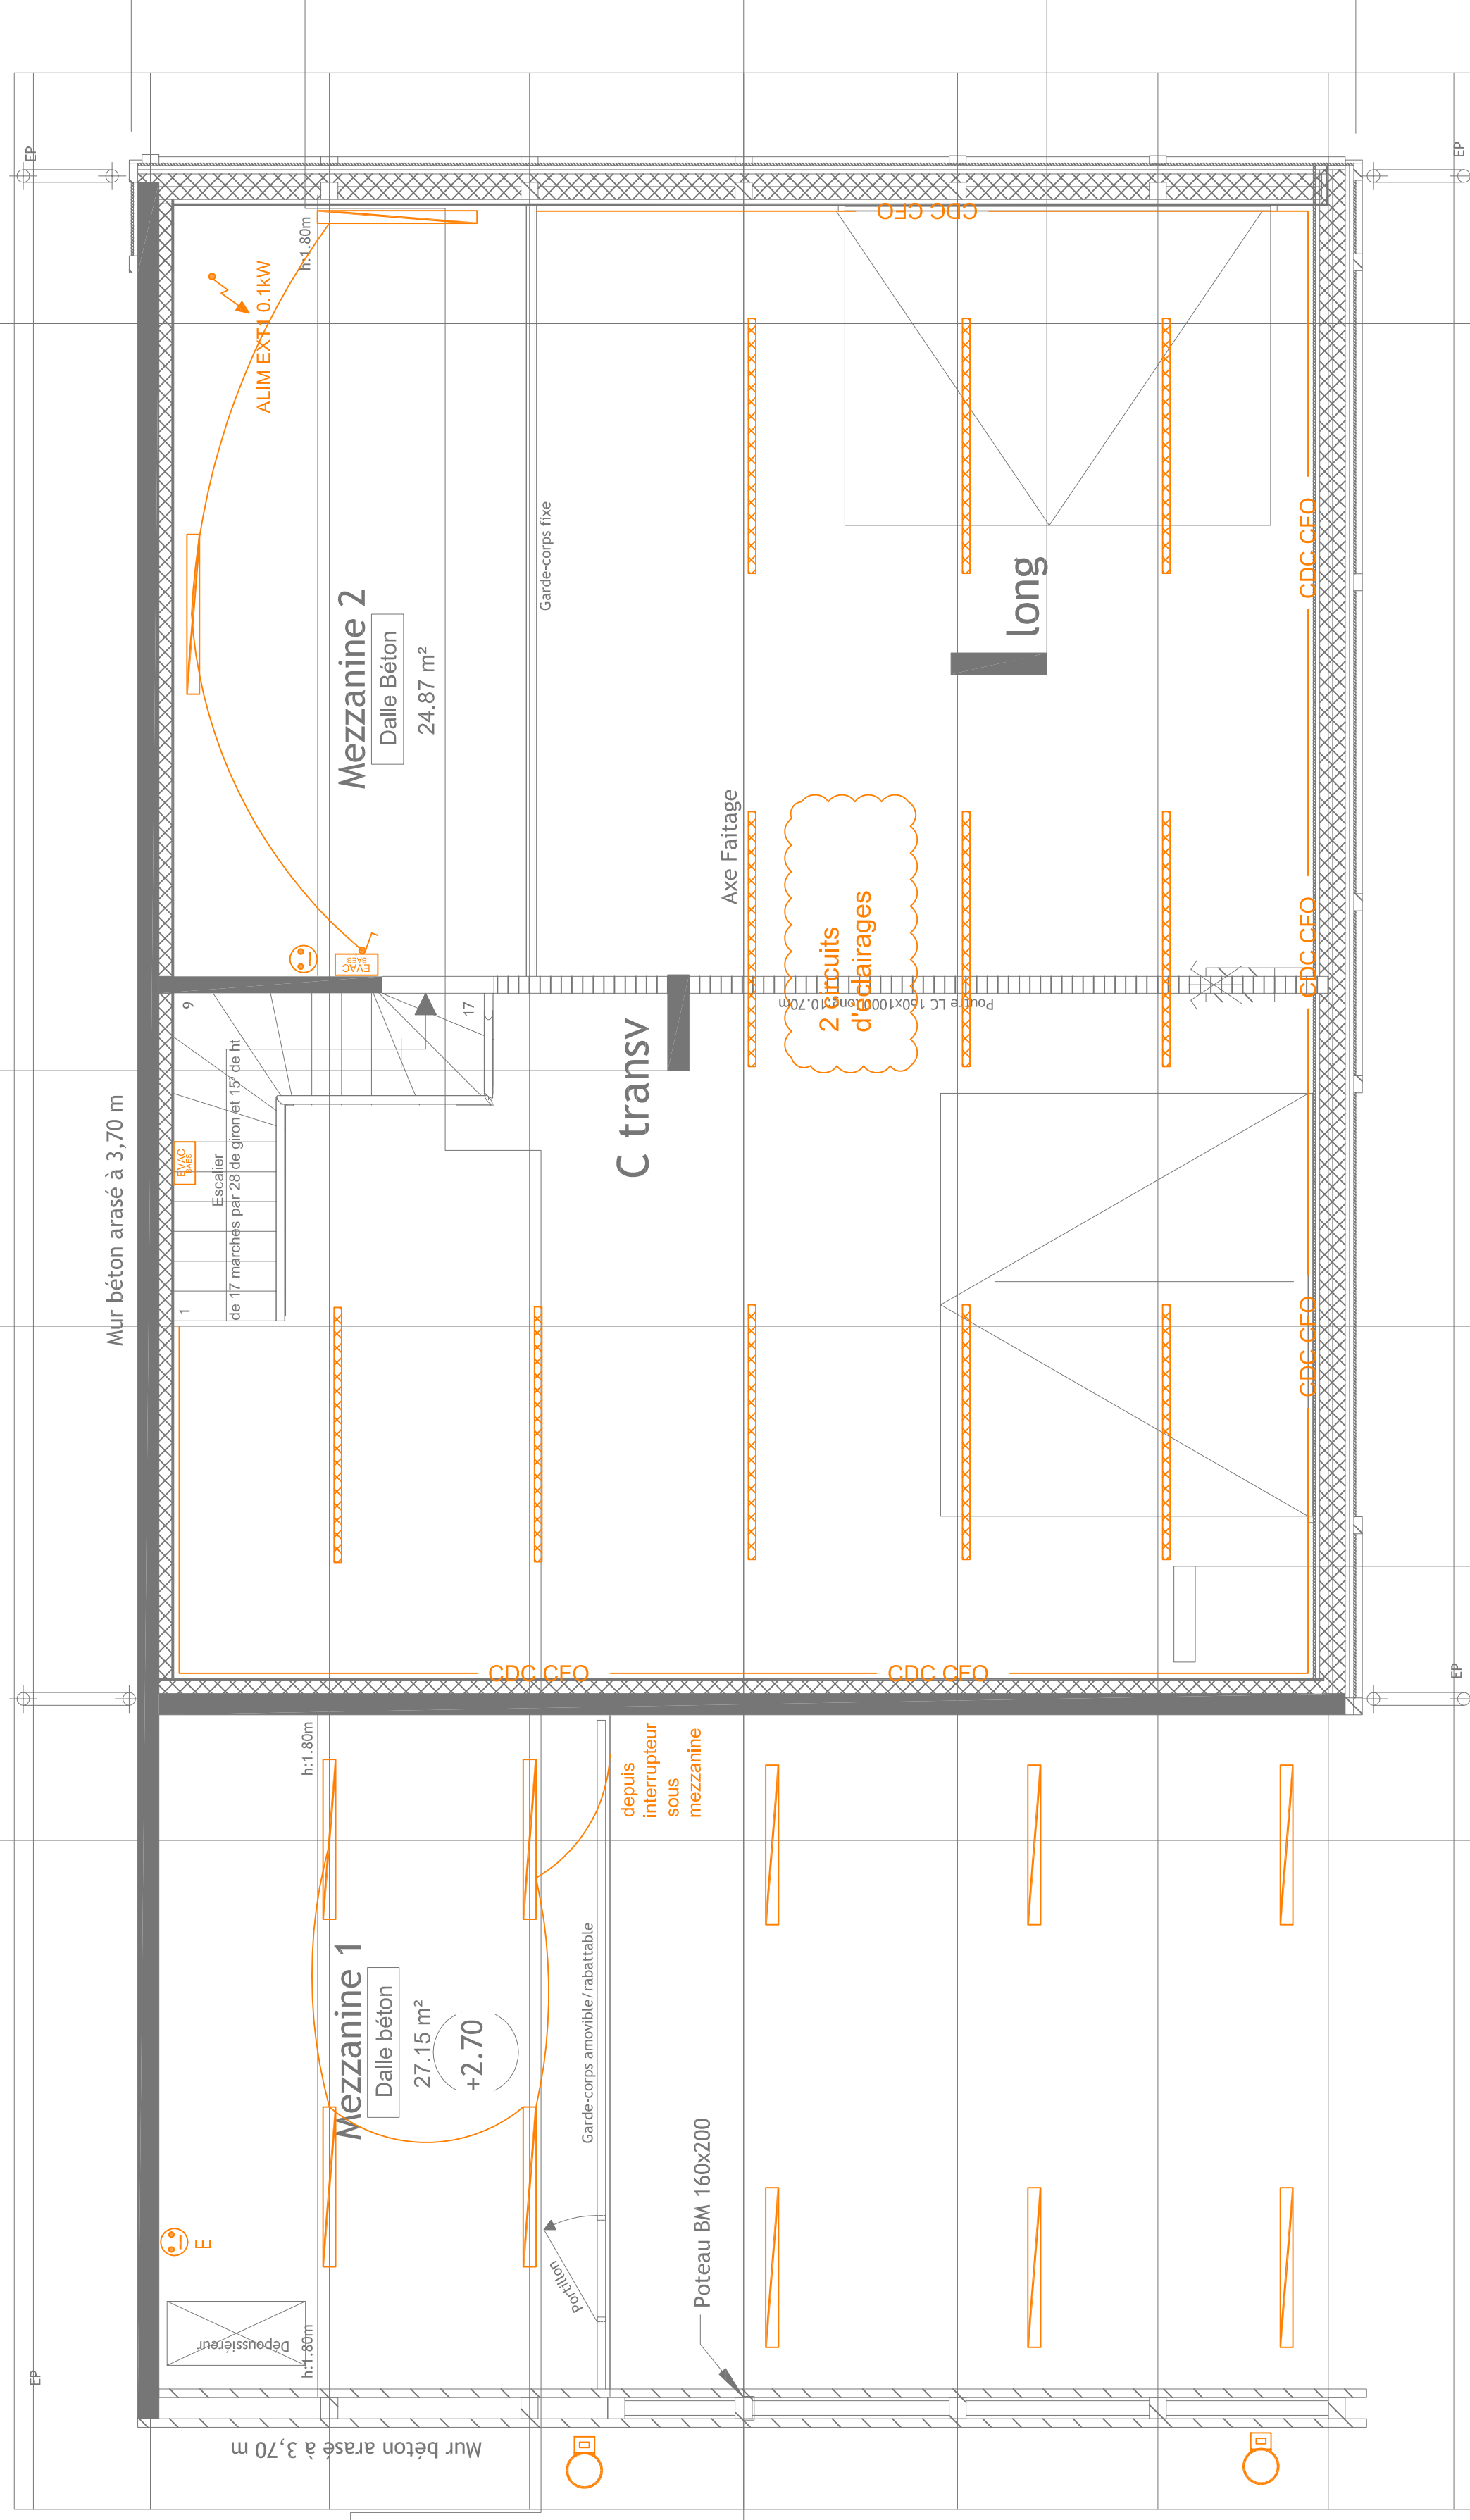 EP
EP
CDC CFO
h:1.80m
ALIM EXT1 0.1kW
Garde-corps fixe
CDC CFO
long
Mezzanine 2
Dalle Béton
24.87 m²
Axe Faitage
2 circuits
d'éclairages
EVAC
BAES
CDC CFO
Poutre LC 160x1000 long:10.70m
9
17
C transv
Mur béton arasé à 3,70 m
EVAC
BAES
Escalier
de 17 marches par 28 de giron et 15⁹ de ht
1
CDC CFO
CDC CFO
CDC CFO
EP
h:1.80m
depuis
interrupteur
sous
mezzanine
Mezzanine 1
Dalle béton
27.15 m²
+2.70
Garde-corps amovible/rabattable
Poteau BM 160x200
E
Portillon
Dépoussiéreur
h:1.80m
EP
Mur béton arasé à 3,70 m